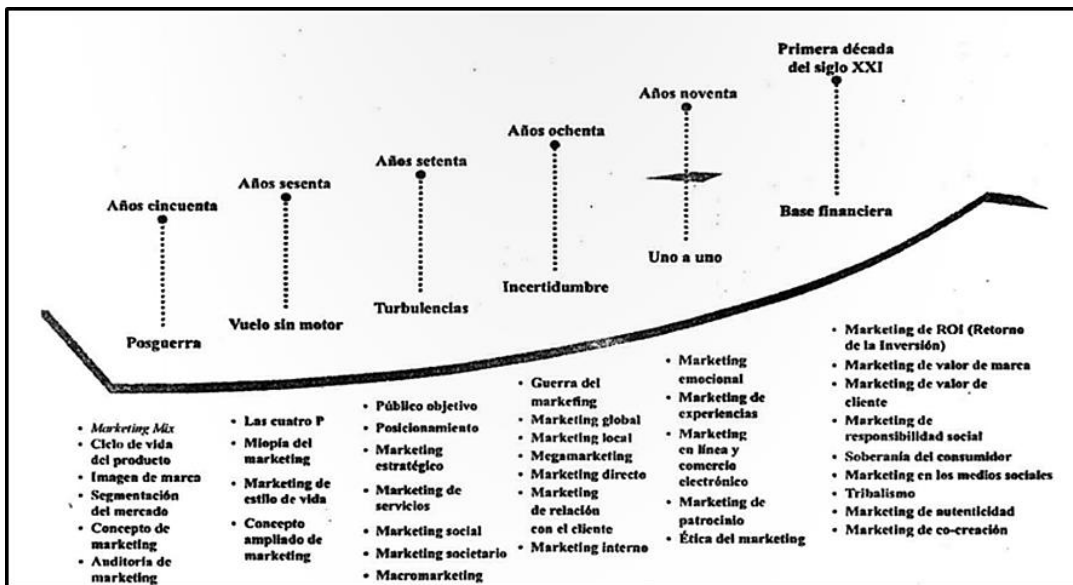 Años cincuenta
Posguerra
Años sesenta
Vuelo sin motor
Años setenta
Turbulencias
Años ochenta
Incertidumbre
Años noventa
Uno a uno
Primera década
del siglo XXI
Base financiera
• Marketing Mix
• Ciclo de vida
del producto
• Imagen de marca
• Segmentación
del mercado
• Concepto de
marketing
• Auditoría de
marketing
• Las cuatro P
• Miopía del
marketing
• Marketing de
estilo de vida
• Concepto
ampliado de
marketing
• Público objetivo
• Posicionamiento
• Marketing
estratégico
• Marketing de
servicios
• Marketing social
• Marketing societario
• Macromarketing
• Guerra del
marketing
• Marketing global
• Marketing local
• Megamarketing
• Marketing directo
• Marketing
de relación
con el cliente
• Marketing interno
• Marketing
emocional
• Marketing de
experiencias
• Marketing
en línea y
comercio
electrónico
• Marketing de
patrocinio
• Ética del marketing
• Marketing de ROI (Retorno
de la Inversión)
• Marketing de valor de marca
• Marketing de valor de
cliente
• Marketing de
responsabilidad social
• Soberanía del consumidor
• Marketing en los medios sociales
• Tribalismo
• Marketing de autenticidad
• Marketing de co-creación